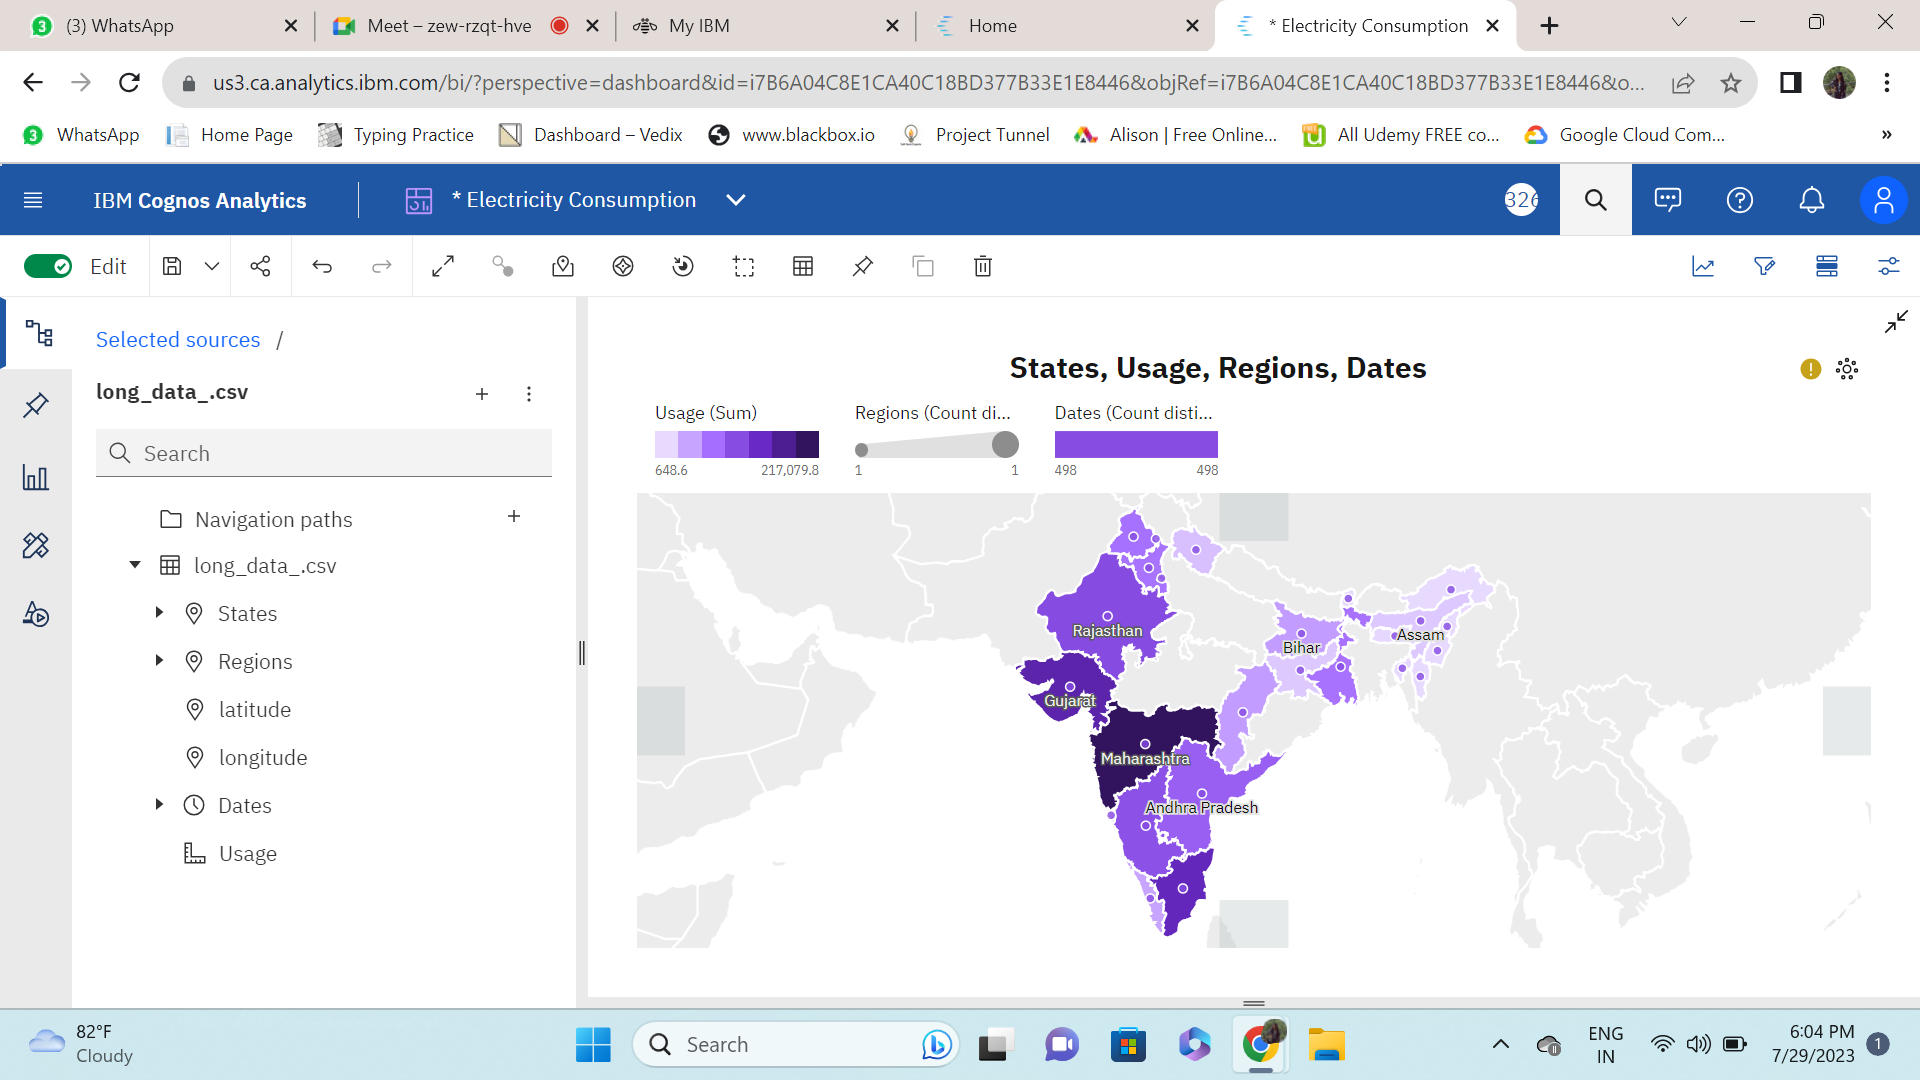 3 (3) WhatsApp
Meet – zew-rzqt-hve
My IBM
Home
* Electricity Consumption
us3.ca.analytics.ibm.com/bi/?perspective=dashboard&id=i7B6A04C8E1CA40C18BD377B33E1E8446&objRef=i7B6A04C8E1CA40C18BD377B33E1E8446&o...
3 WhatsApp
Home Page
Typing Practice
Dashboard – Vedix
www.blackbox.io
Project Tunnel
Alison | Free Online...
All Udemy FREE co...
Google Cloud Com...
»
IBM Cognos Analytics
* Electricity Consumption
326
Edit
Selected sources /
long_data_.csv
Search
Navigation paths
long_data_.csv
States
Regions
latitude
longitude
Dates
Usage
States, Usage, Regions, Dates
Usage (Sum)
648.6 217,079.8
Regions (Count di...
1 1
Dates (Count disti...
498 498
Rajasthan
Bihar
Assam
Gujarat
Maharashtra
Andhra Pradesh
82°F
Cloudy
Search
ENG
IN
6:04 PM
7/29/2023
1